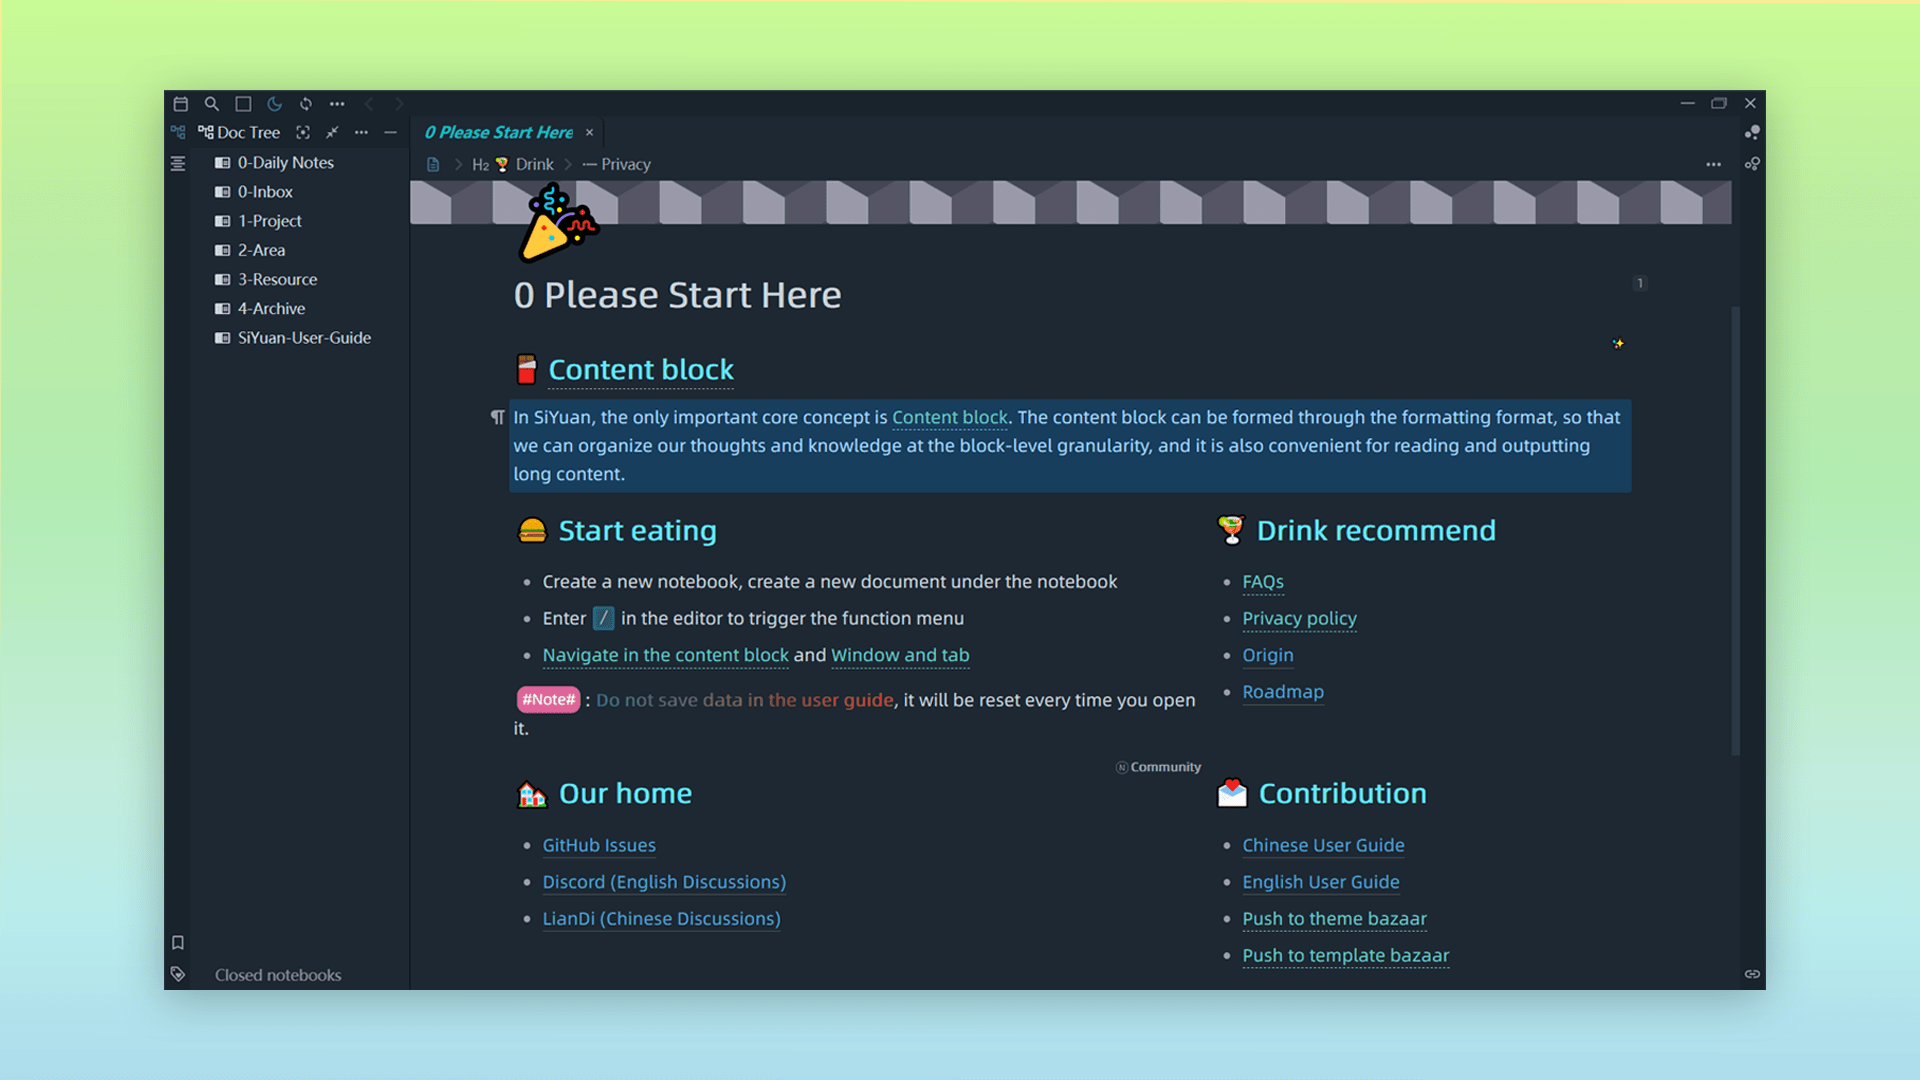 Doc Tree
0-Daily Notes
0-Inbox
1-Project
2-Area
3-Resource
4-Archive
SiYuan-User-Guide
Closed notebooks
0 Please Start Here
H2 Drink
Privacy
0 Please Start Here
1
Content block
In SiYuan, the only important core concept is Content block. The content block can be formed through the formatting format, so that
we can organize our thoughts and knowledge at the block-level granularity, and it is also convenient for reading and outputting
long content.
Start eating
Create a new notebook, create a new document under the notebook
Enter / in the editor to trigger the function menu
Navigate in the content block and Window and tab
#Note# : Do not save data in the user guide, it will be reset every time you open
it.
Drink recommend
FAQs
Privacy policy
Origin
Roadmap
N Community
Our home
GitHub Issues
Discord (English Discussions)
LianDi (Chinese Discussions)
Contribution
Chinese User Guide
English User Guide
Push to theme bazaar
Push to template bazaar